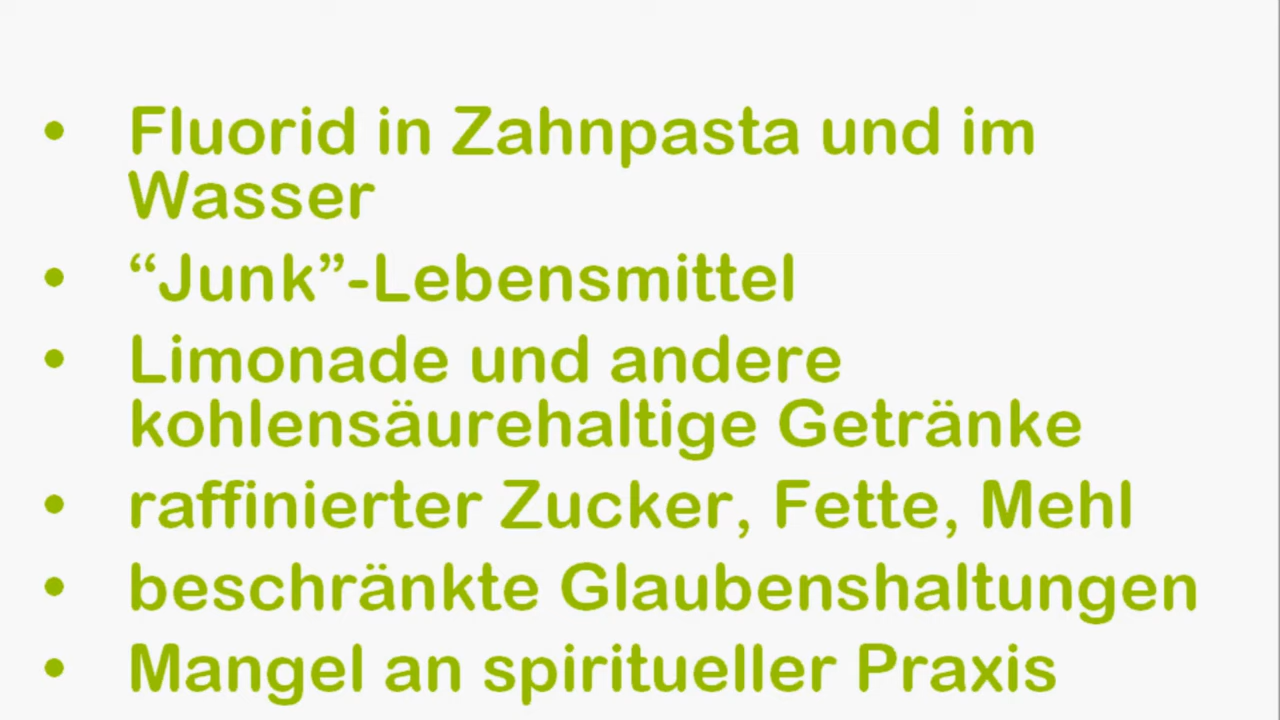 • Fluorid in Zahnpasta und im
Wasser
• “Junk”-Lebensmittel
• Limonade und andere
kohlensäurehaltige Getränke
• raffinierter Zucker, Fette, Mehl
• beschränkte Glaubenshaltungen
• Mangel an spiritueller Praxis